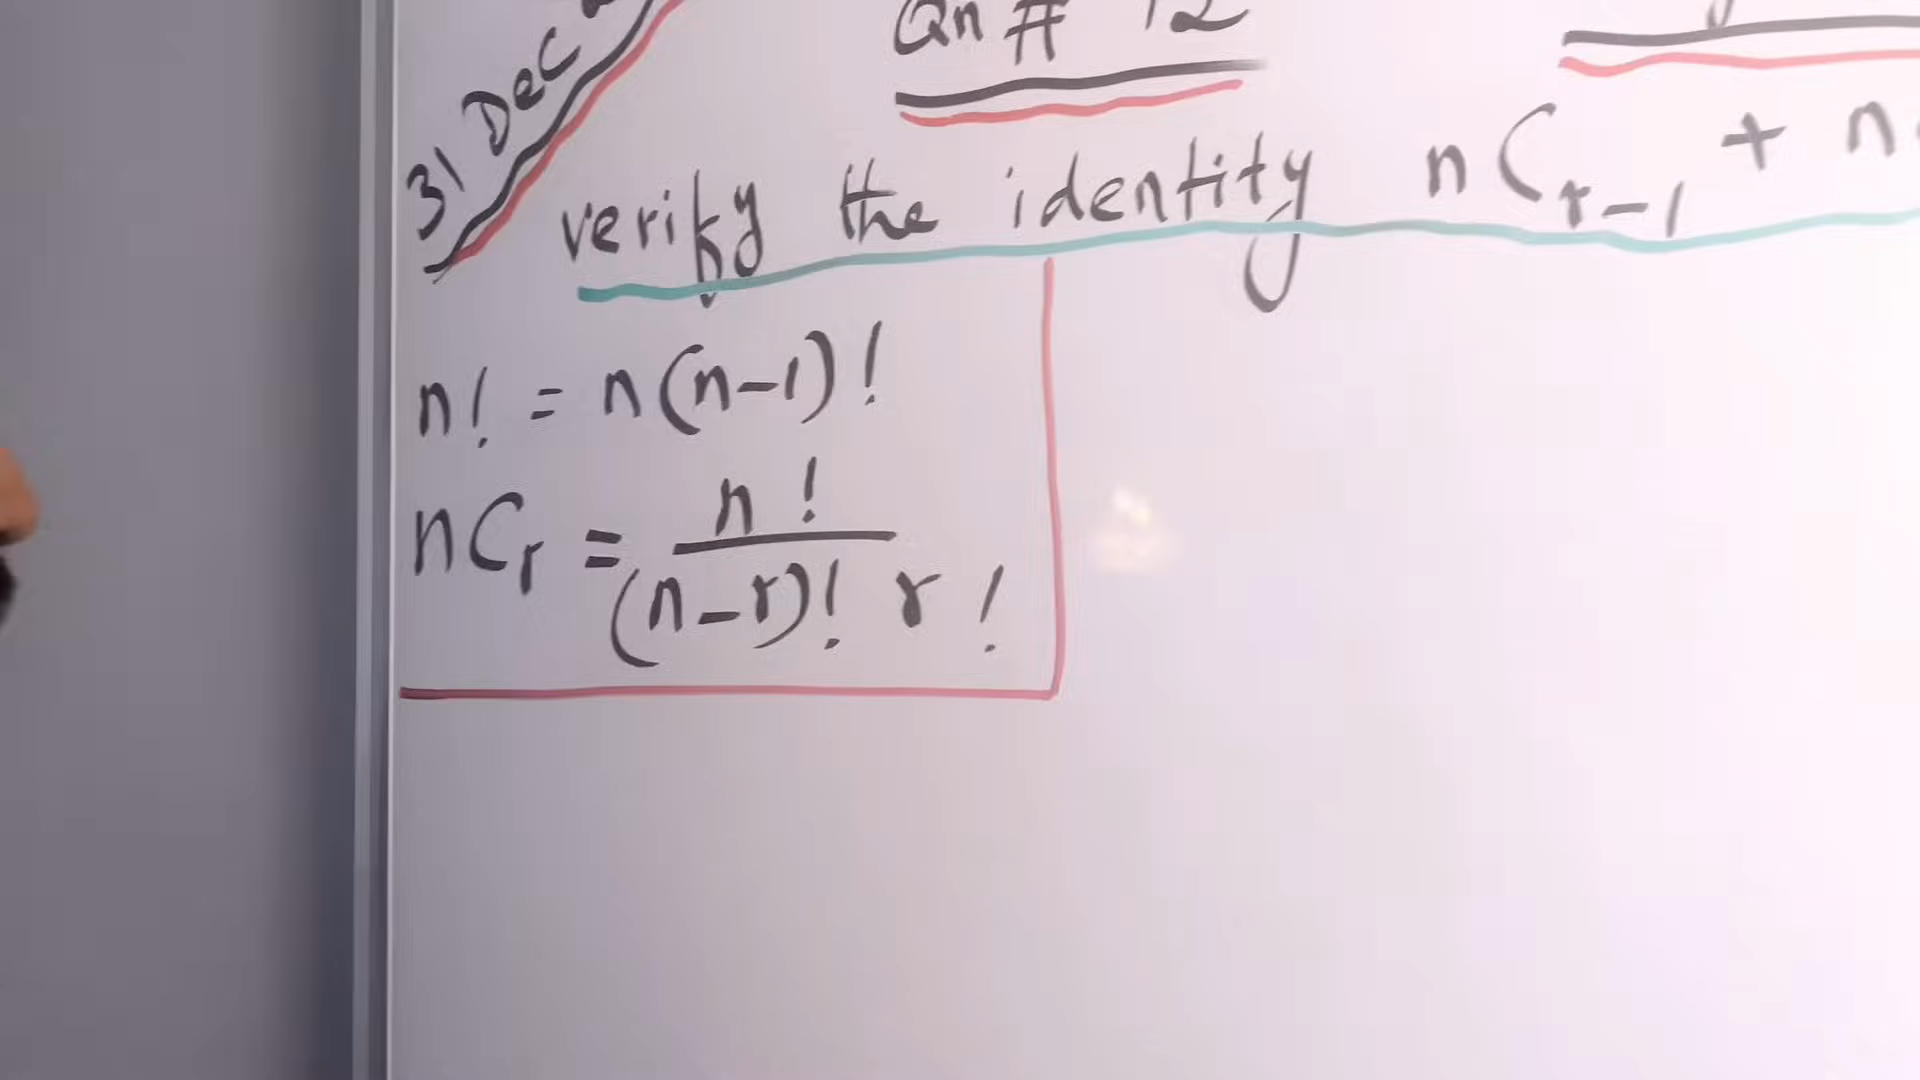 31 Dec
Qn # 12
verify the identity nCr-1 + n
n! = n(n-1)!
nCr = n! / (n-r)! r!